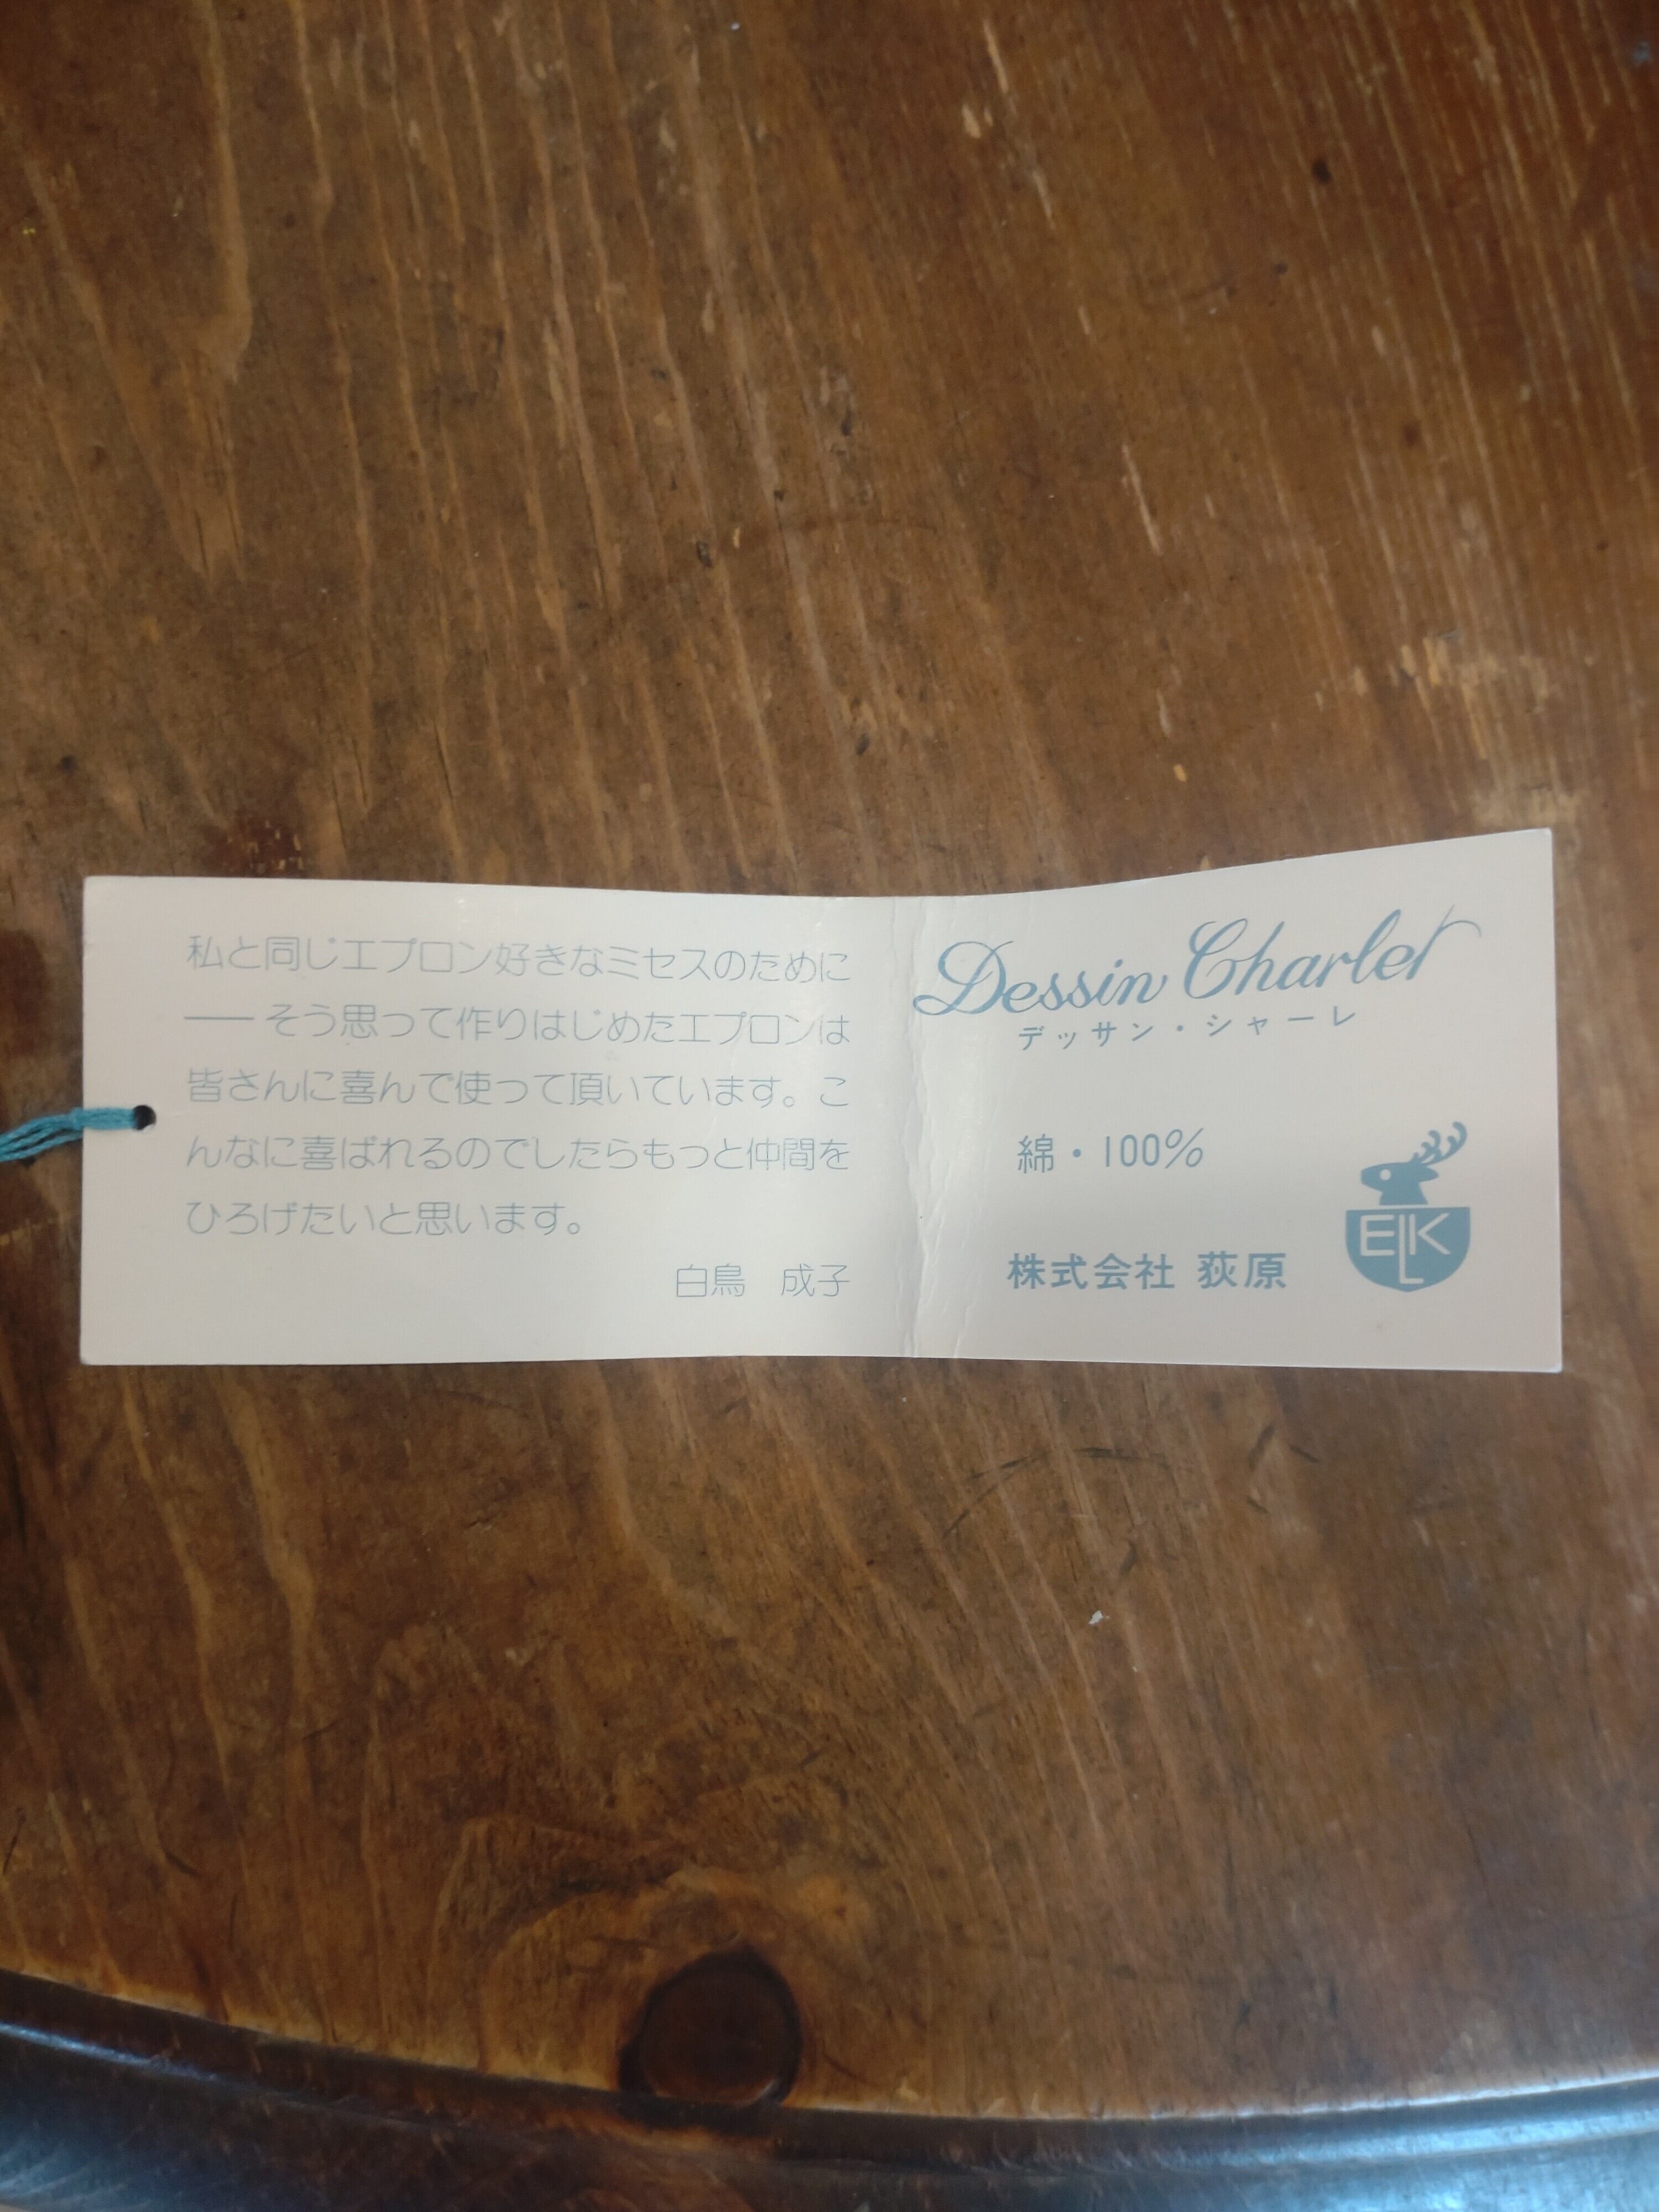 私と同じエプロン好きなミセスのために
――そう思って作りはじめたエプロンは
皆さんに喜んで使って頂いています。こ
んなに喜ばれるのでしたらもっと仲間を
ひろげたいと思います。
白鳥　成子
Dessin Charlet
デッサン・シャーレ
綿・100%
株式会社 荻原
ELK